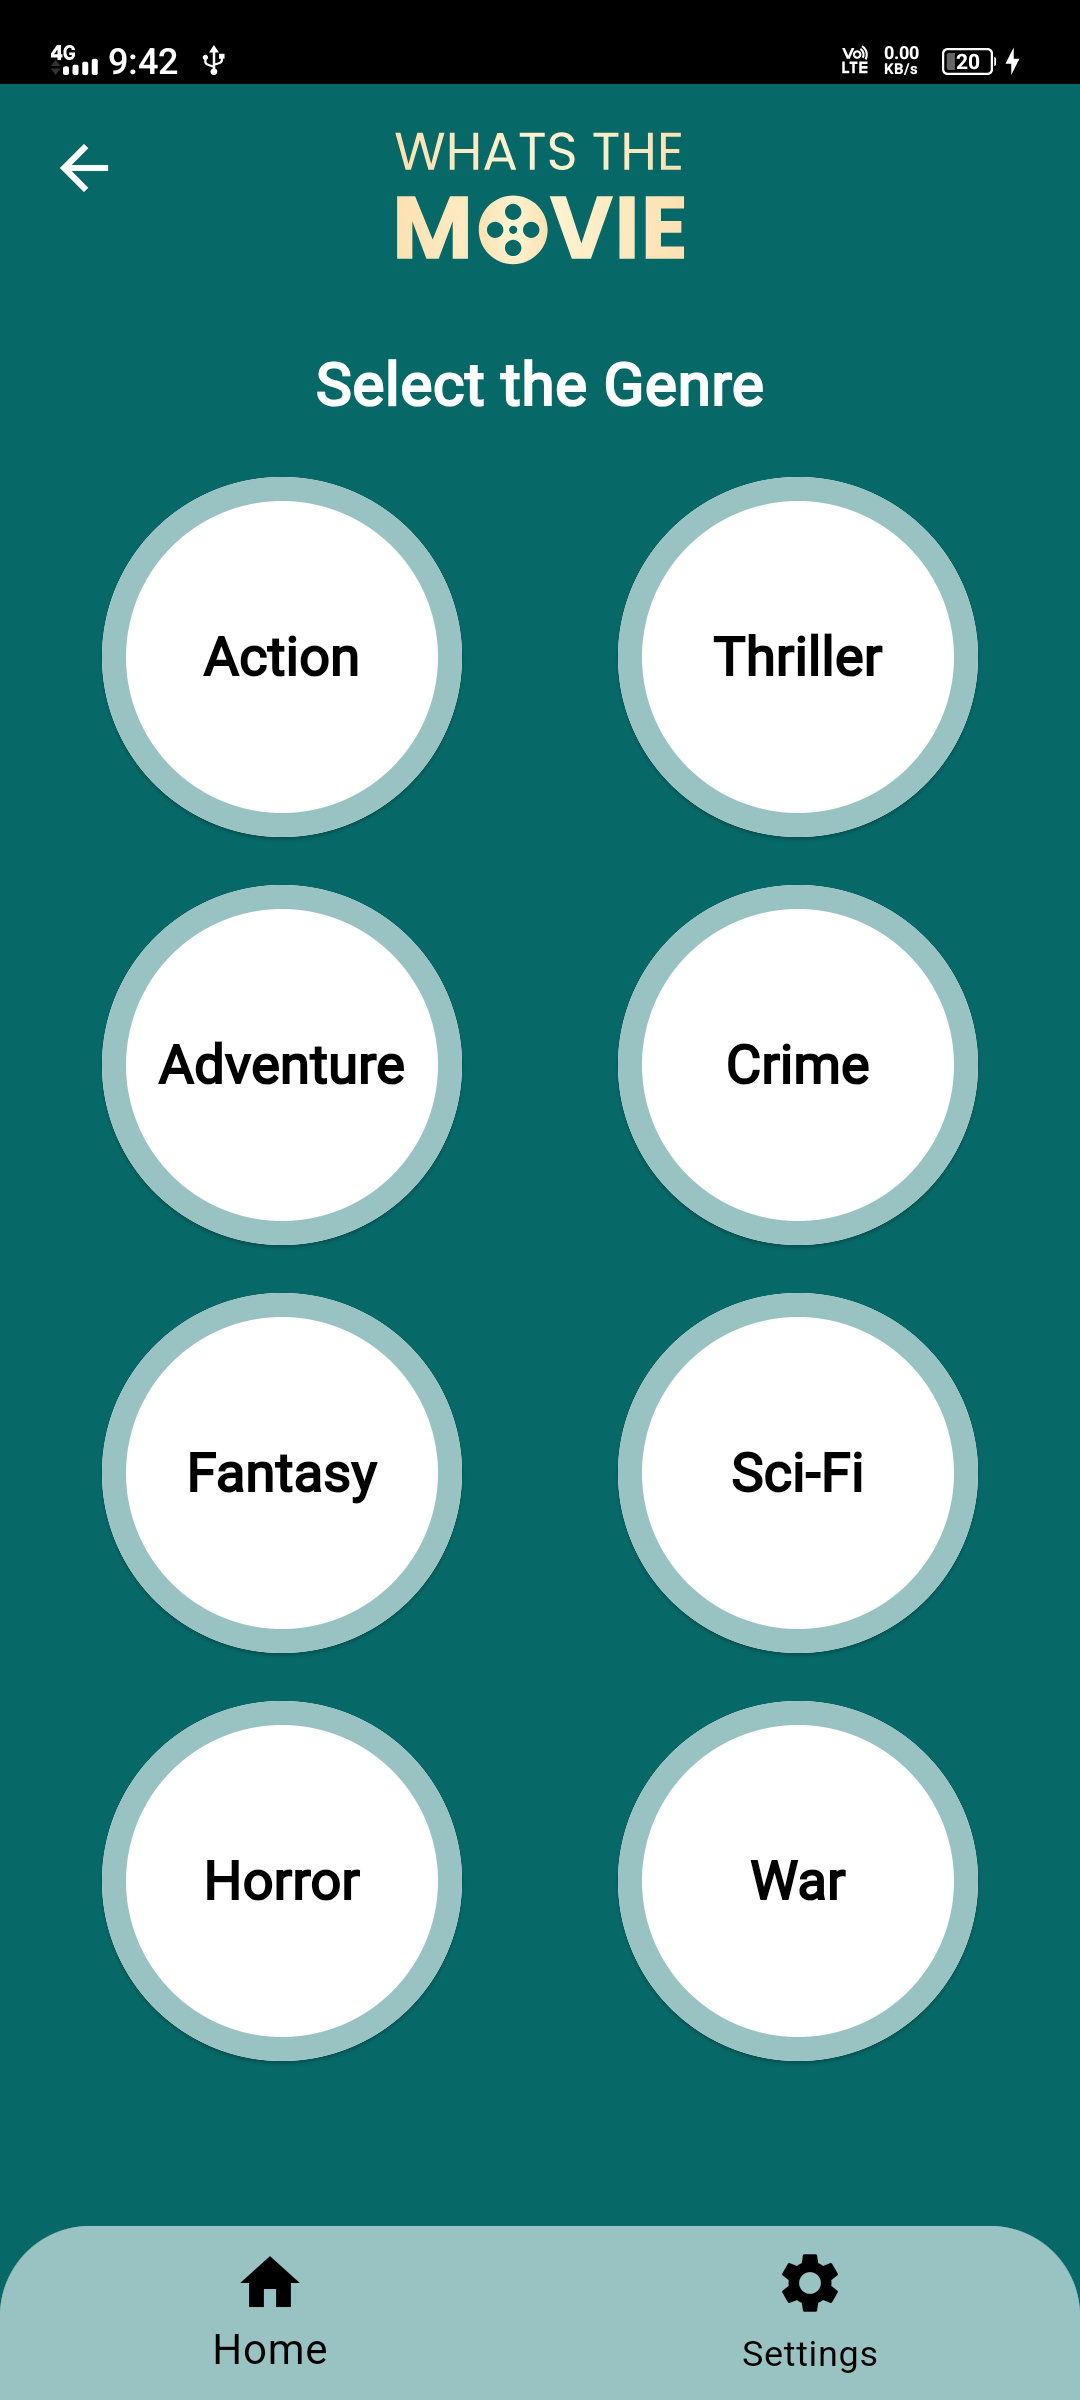 4G 9:42 Vo LTE 0.00 KB/s 20
WHATS THE
MOVIE
Select the Genre
Action Thriller
Adventure Crime
Fantasy Sci-Fi
Horror War
Home Settings